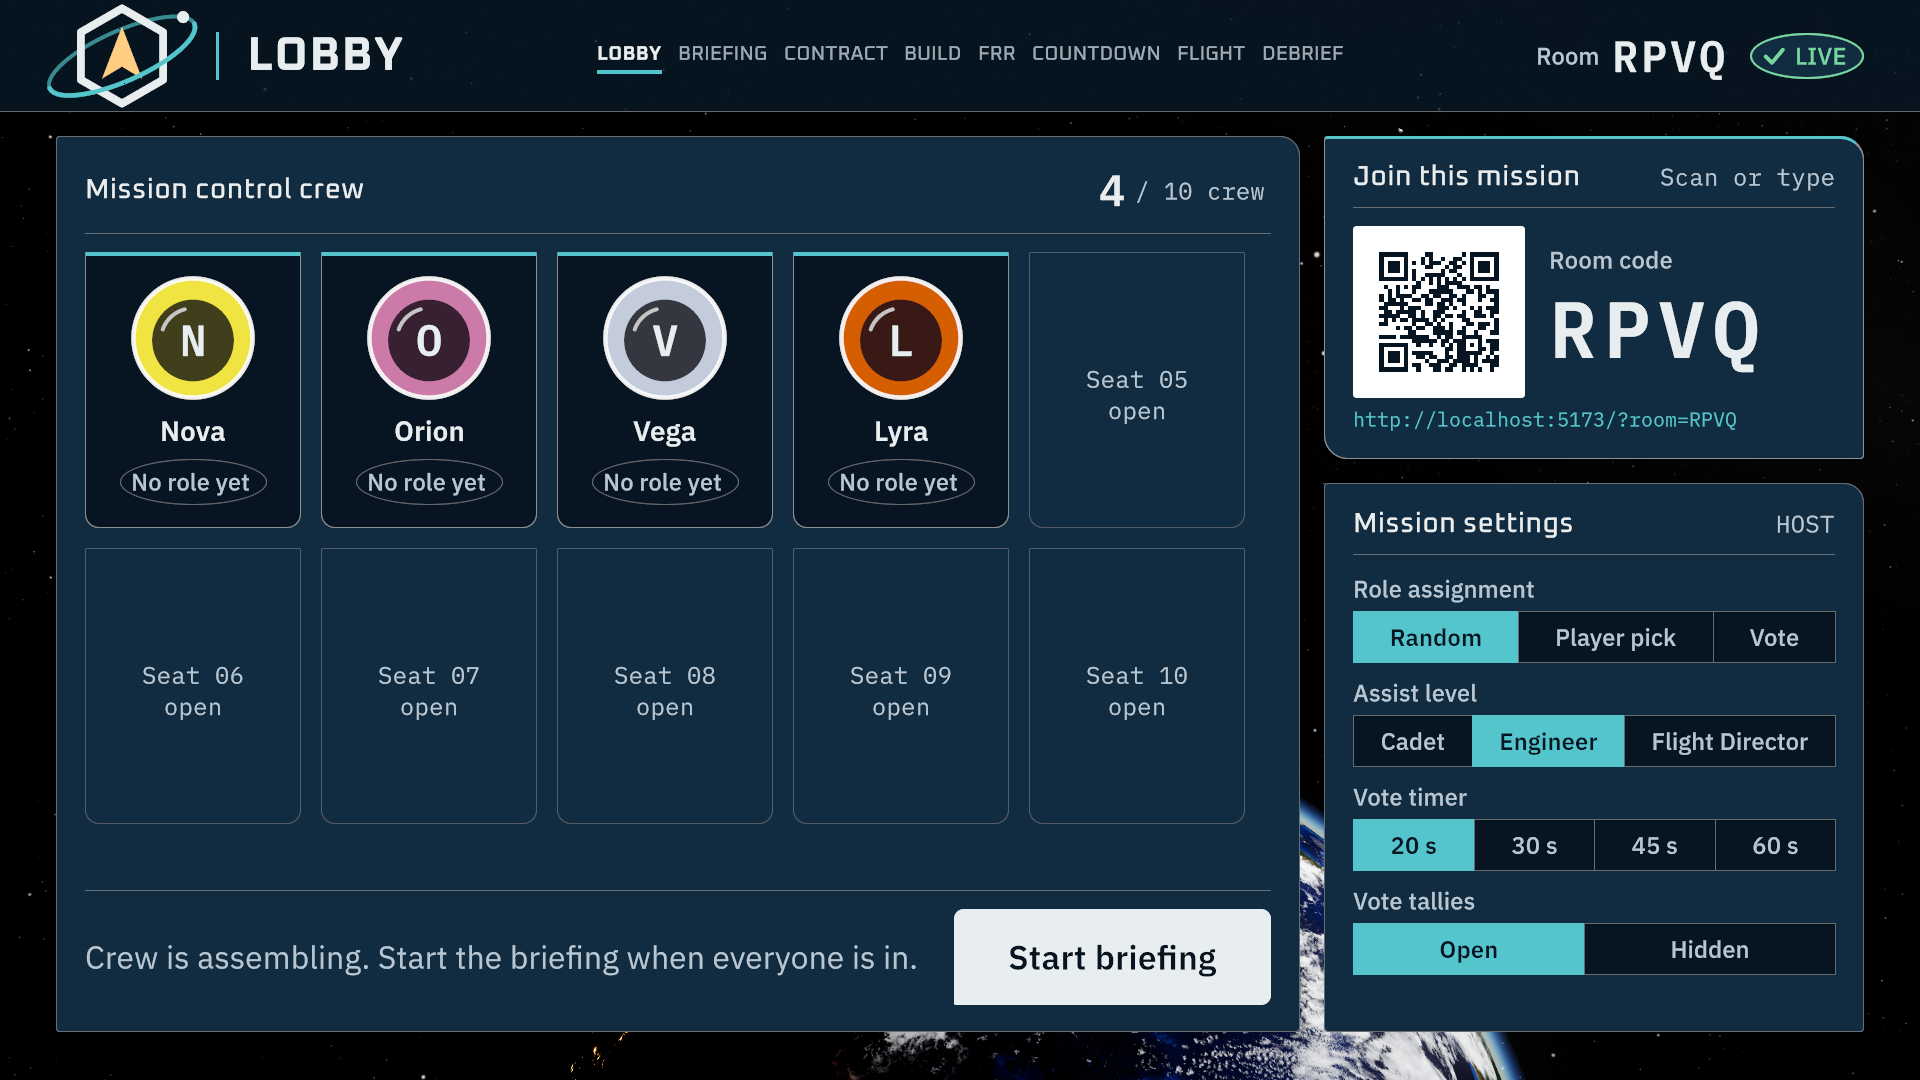 LOBBY
LOBBY BRIEFING CONTRACT BUILD FRR COUNTDOWN FLIGHT DEBRIEF
Room RPVQ LIVE
Mission control crew
4 / 10 crew
N
Nova
No role yet
O
Orion
No role yet
V
Vega
No role yet
L
Lyra
No role yet
Seat 05
open
Seat 06
open
Seat 07
open
Seat 08
open
Seat 09
open
Seat 10
open
Crew is assembling. Start the briefing when everyone is in.
Start briefing
Join this mission
Scan or type
Room code
RPVQ
http://localhost:5173/?room=RPVQ
Mission settings
HOST
Role assignment
Random Player pick Vote
Assist level
Cadet Engineer Flight Director
Vote timer
20 s 30 s 45 s 60 s
Vote tallies
Open Hidden